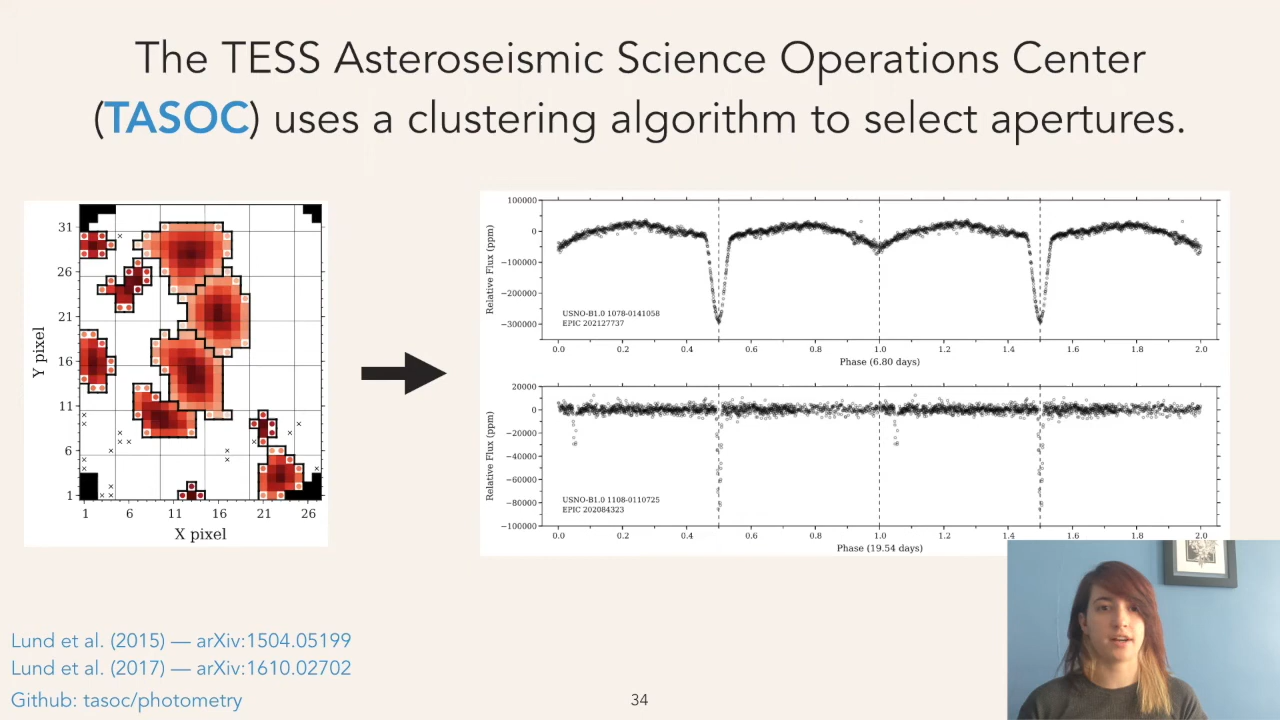 The TESS Asteroseismic Science Operations Center
(TASOC) uses a clustering algorithm to select apertures.
31
26
21
16
11
6
1
Y pixel
1 6 11 16 21 26
X pixel
100000
0
−100000
−200000
−300000
Relative Flux (ppm)
USNO-B1.0 1078-0141058
EPIC 202127737
0.0 0.2 0.4 0.6 0.8 1.0 1.2 1.4 1.6 1.8 2.0
Phase (6.80 days)
20000
0
−20000
−40000
−60000
−80000
−100000
Relative Flux (ppm)
USNO-B1.0 1108-0110725
EPIC 202084323
0.0 0.2 0.4 0.6 0.8 1.0 1.2 1.4 1.6 1.8 2.0
Phase (19.54 days)
Lund et al. (2015) — arXiv:1504.05199
Lund et al. (2017) — arXiv:1610.02702
Github: tasoc/photometry
34